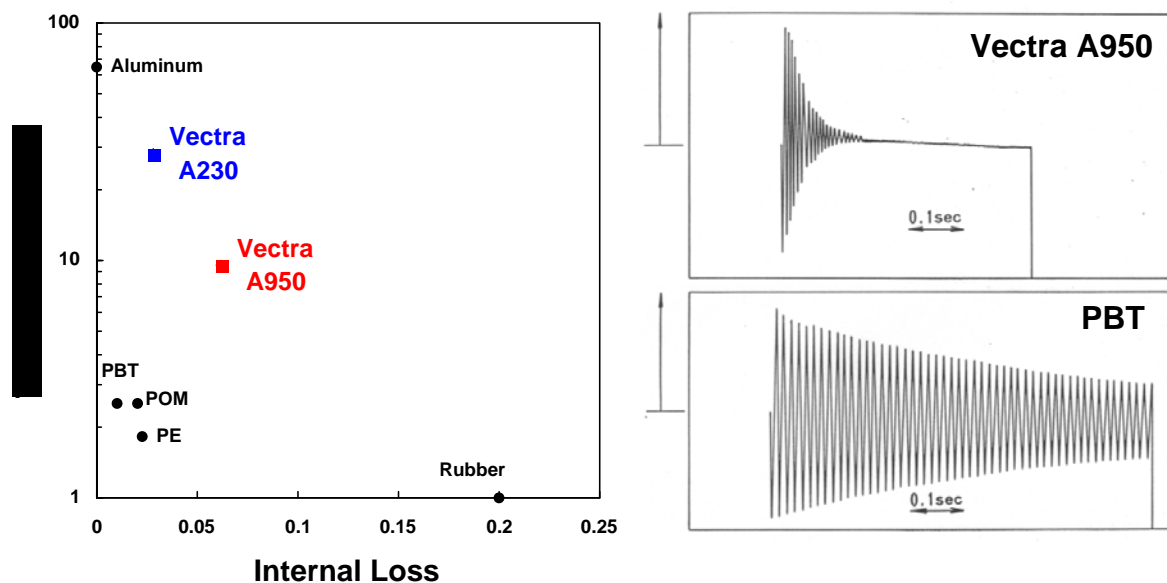 100
Aluminum
Vectra
A230
Vectra
A950
10
PBT
POM
PE
Rubber
1
0
0.05
0.1
0.15
0.2
0.25
Internal Loss
Vectra A950
0.1sec
PBT
0.1sec